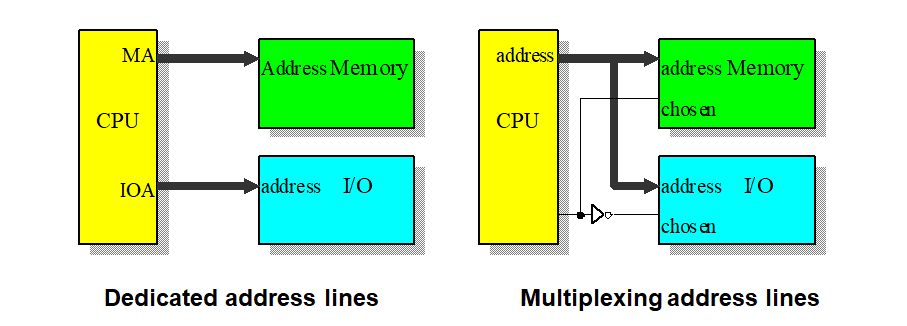 MA
Address Memory
CPU
IOA
address I/O
address
address Memory
CPU
chosen
address I/O
chosen
Dedicated address lines
Multiplexing address lines